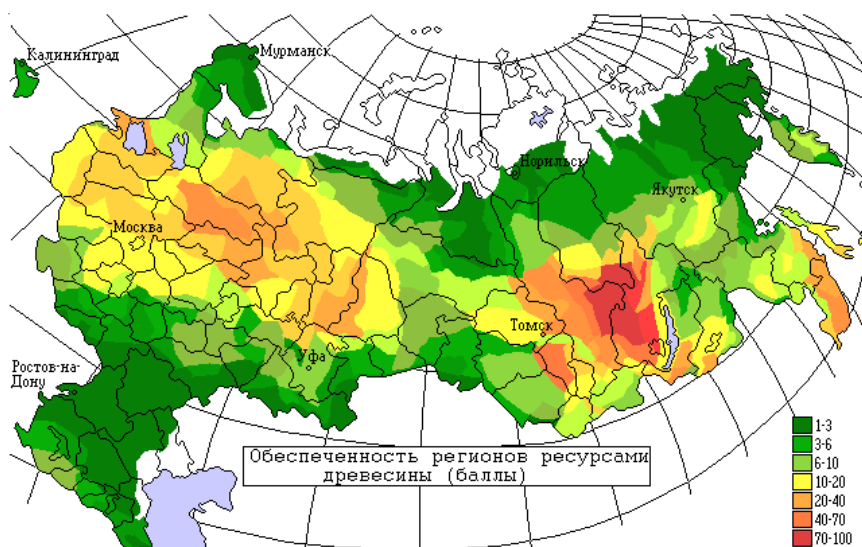 Калининград
Мурманск
Норильск
Якутск
Москва
Томск
Уфа
Ростов-на-
Дону
Обеспеченность регионов ресурсами
древесины (баллы)
1-3
3-6
6-10
10-20
20-40
40-70
70-100